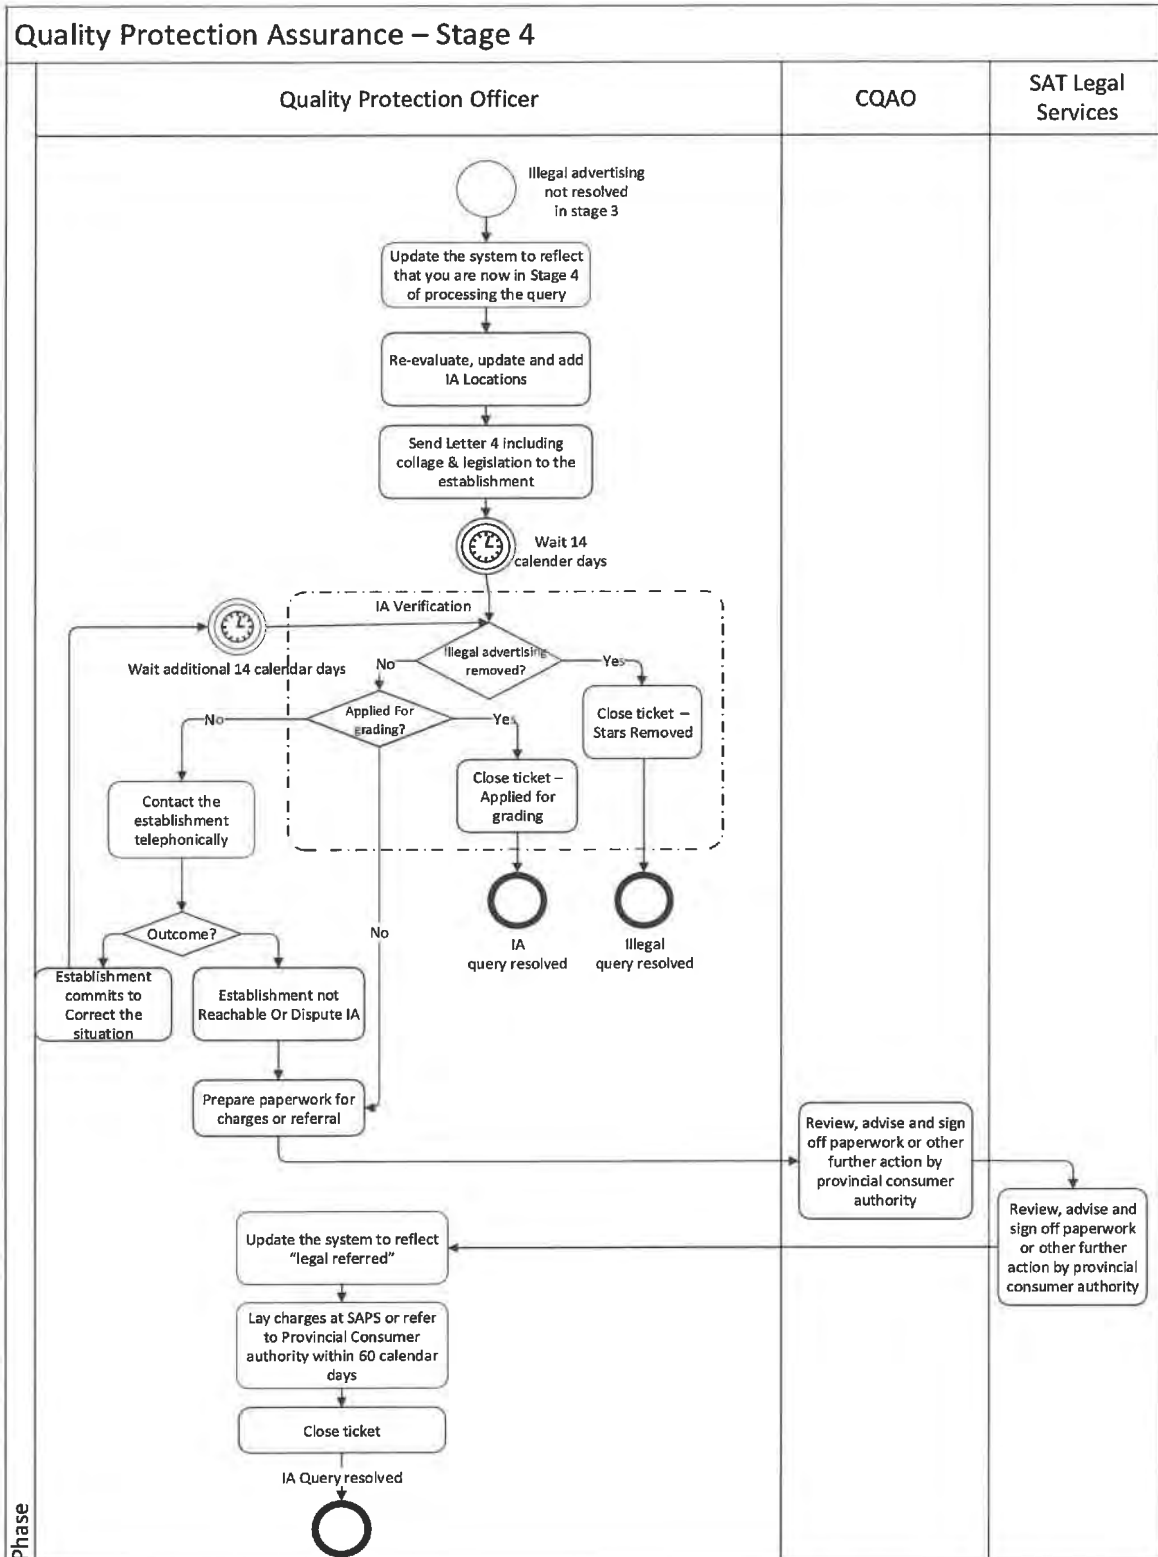 Quality Protection Assurance – Stage 4
Quality Protection Officer
CQAO
SAT Legal
Services
Illegal advertising
not resolved
in stage 3
Update the system to reflect
that you are now in Stage 4
of processing the query
Re-evaluate, update and add
IA Locations
Send Letter 4 including
collage & legislation to the
establishment
Wait 14
calender days
IA Verification
Wait additional 14 calendar days
Illegal advertising
removed?
No
Yes
Applied For
grading?
No
Yes
Close ticket –
Stars Removed
Close ticket –
Applied for
grading
Contact the
establishment
telephonically
IA
query resolved
Illegal
query resolved
No
Outcome?
Establishment
commits to
Correct the
situation
Establishment not
Reachable Or Dispute IA
Prepare paperwork for
charges or referral
Review, advise and sign
off paperwork or other
further action by
provincial consumer
authority
Review, advise and
sign off paperwork
or other further
action by provincial
consumer authority
Update the system to reflect
“legal referred”
Lay charges at SAPS or refer
to Provincial Consumer
authority within 60 calendar
days
Close ticket
IA Query resolved
Phase